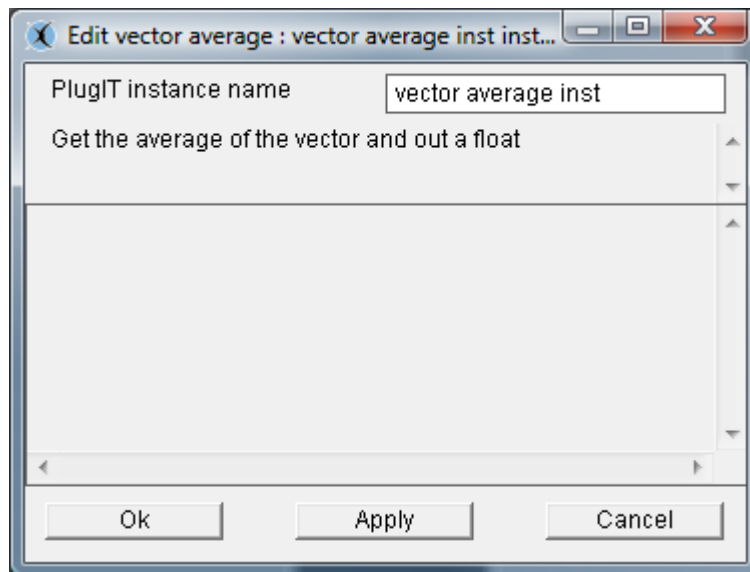 Edit vector average : vector average inst inst...
PlugIT instance name
vector average inst
Get the average of the vector and out a float
Ok
Apply
Cancel